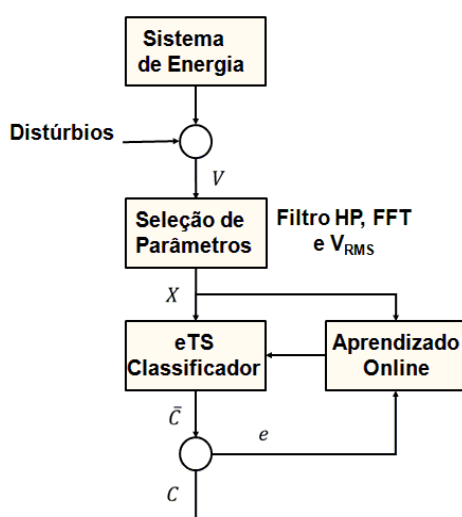 Sistema
de Energia
Distúrbios
V
Seleção de
Parâmetros
Filtro HP, FFT
e VRMS
X
eTS
Classificador
Aprendizado
Online
C̄
e
C